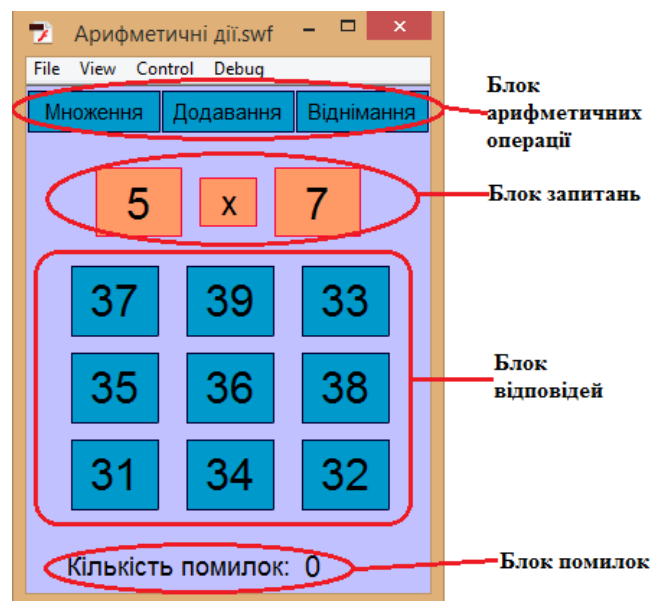 Арифметичні дії.swf
File View Control Debug
Множення Додавання Віднімання
Блок
арифметичних
операції
5 x 7
Блок запитань
37 39 33
35 36 38
31 34 32
Блок
відповідей
Кількість помилок: 0
Блок помилок